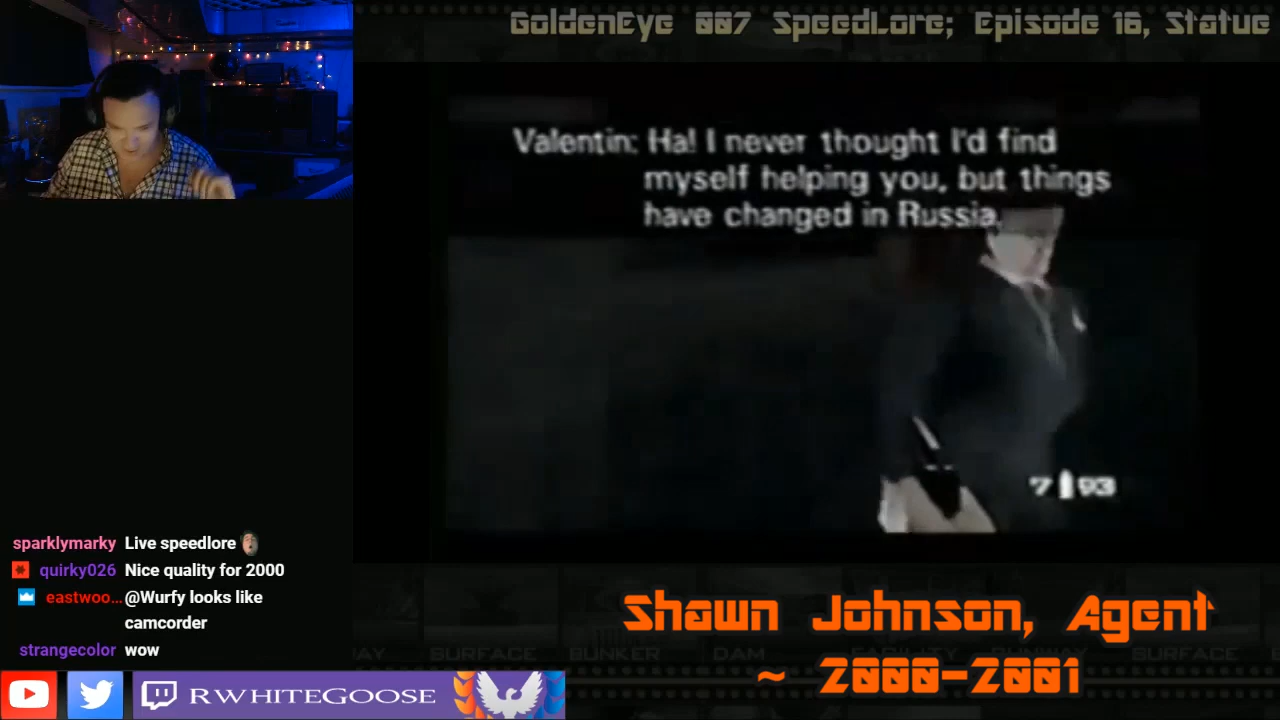 GoldenEye 007 SpeedLore; Episode 16, Statue
Valentin: Ha! I never thought I'd find
myself helping you, but things
have changed in Russia.
7 93
sparklymarky Live speedlore
quirky026 Nice quality for 2000
eastwoo... @Wurfy looks like
camcorder
strangecolor wow
Shawn Johnson, Agent
~ 2000-2001
BURFACE BUNKER DAM FACILITY RUNWAY BURFACE
RWHITEGOOSE